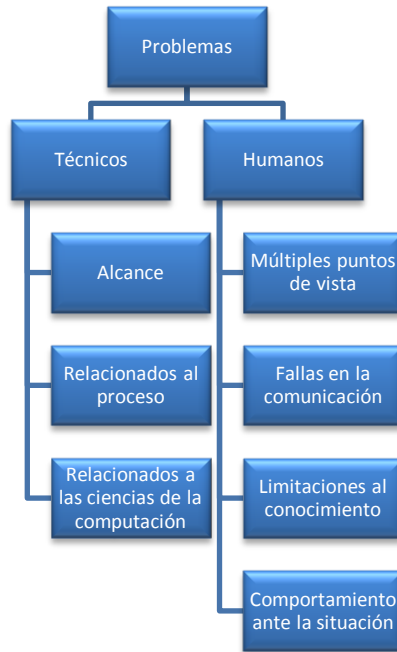 Problemas
Técnicos
Humanos
Alcance
Relacionados al
proceso
Relacionados a
las ciencias de la
computación
Múltiples puntos
de vista
Fallas en la
comunicación
Limitaciones al
conocimiento
Comportamiento
ante la situación